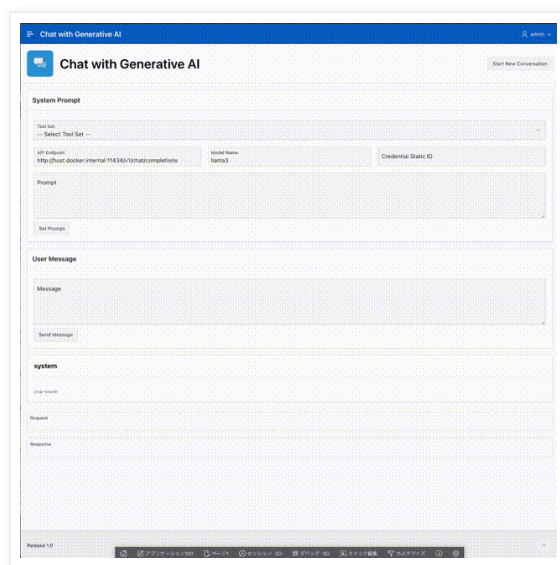 Chat with Generative AI
admin
Chat with Generative AI
Start New Conversation
System Prompt
Tool Set
-- Select Tool Set --
API Endpoint
http://host.docker.internal:11434/v1/chat/completions
Model Name
llama3
Credential Static ID
Prompt
Set Prompt
User Message
Message
Send Message
system
char count:
Request
Response
Release 1.0
アプリケーション100
ページ1
セッション
デバッグ
クイック編集
カスタマイズ